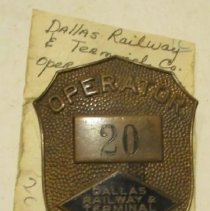 Dallas Railway
& Terminal Co.
Oper
OPERATOR
20
DALLAS
RAILWAY &
TERMINAL